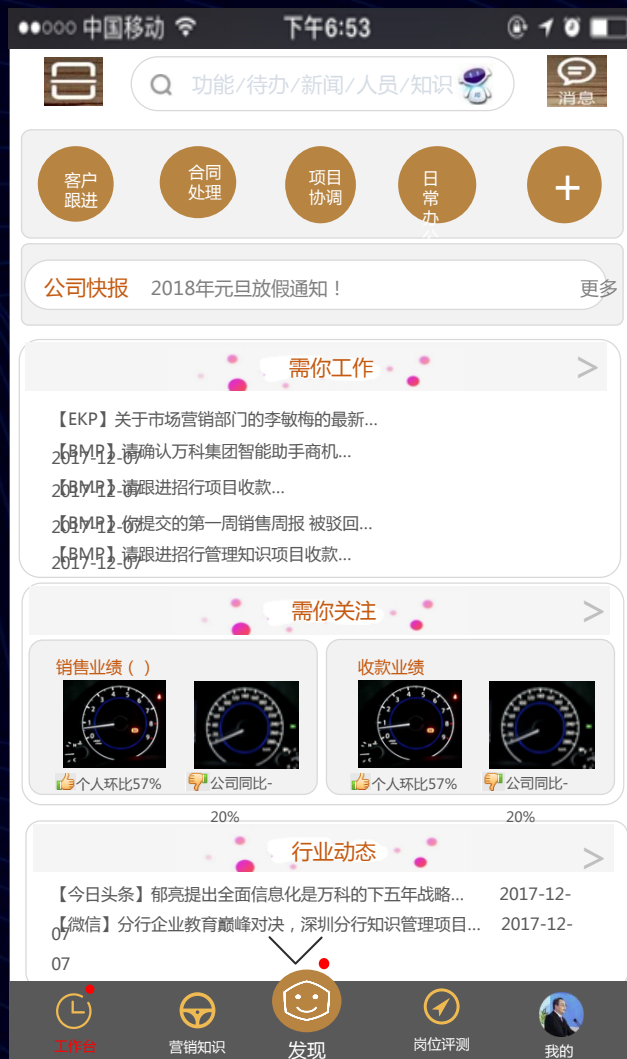 ●●○○○ 中国移动 下午6:53
功能/待办/新闻/人员/知识
消息
客户
跟进
合同
处理
项目
协调
日
常
办
公
+
公司快报 2018年元旦放假通知！ 更多
需你工作 >
【EKP】关于市场营销部门的李敏梅的最新...
【BMP】请确认万科集团智能助手商机...
2017-12-07
【BMP】请跟进招行项目收款...
2017-12-07
【BMP】你提交的第一周销售周报 被驳回...
2017-12-07
【BMP】请跟进招行管理知识项目收款...
2017-12-07
需你关注 >
销售业绩（ ）
个人环比57% 公司同比-
20%
收款业绩
个人环比57% 公司同比-
20%
行业动态 >
【今日头条】郁亮提出全面信息化是万科的下五年战略... 2017-12-
07
【微信】分行企业教育巅峰对决，深圳分行知识管理项目... 2017-12-
07
工作台
营销知识
发现
岗位评测
我的